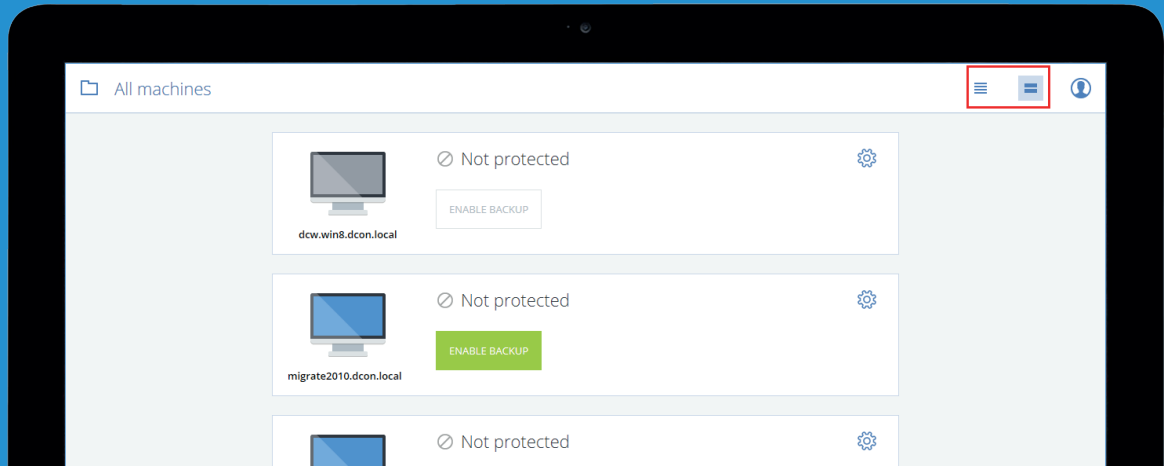 All machines
Not protected
ENABLE BACKUP
dcw.win8.dcon.local
Not protected
ENABLE BACKUP
migrate2010.dcon.local
Not protected